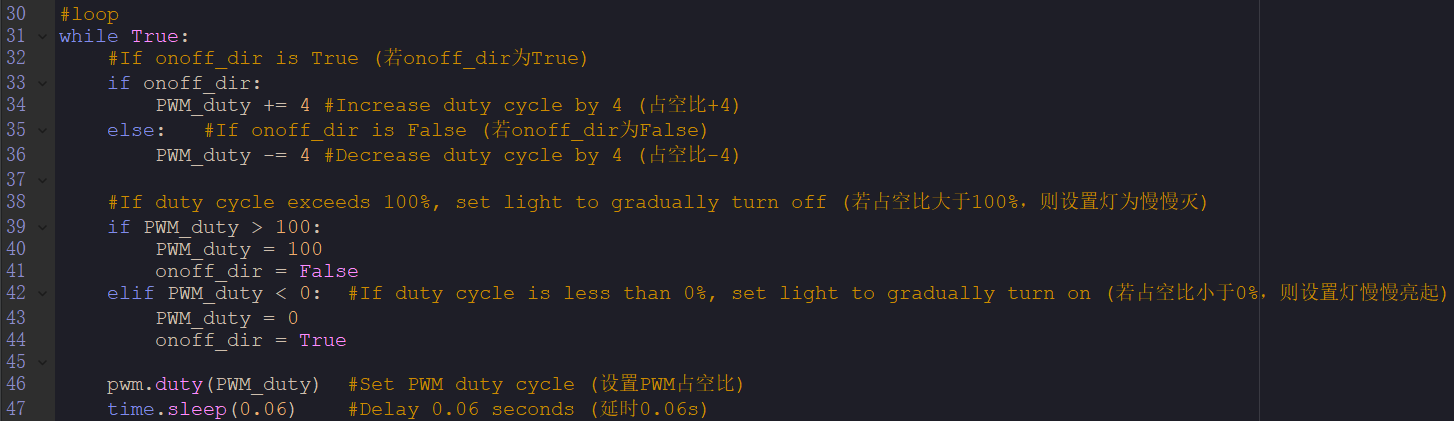 30 #loop
31 while True:
32     #If onoff_dir is True (若onoff_dir为True)
33     if onoff_dir:
34         PWM_duty += 4 #Increase duty cycle by 4 (占空比+4)
35     else:   #If onoff_dir is False (若onoff_dir为False)
36         PWM_duty -= 4 #Decrease duty cycle by 4 (占空比-4)
37
38     #If duty cycle exceeds 100%, set light to gradually turn off (若占空比大于100%，则设置灯为慢慢灭)
39     if PWM_duty > 100:
40         PWM_duty = 100
41         onoff_dir = False
42     elif PWM_duty < 0:  #If duty cycle is less than 0%, set light to gradually turn on (若占空比小于0%，则设置灯慢慢亮起)
43         PWM_duty = 0
44         onoff_dir = True
45
46     pwm.duty(PWM_duty)  #Set PWM duty cycle (设置PWM占空比)
47     time.sleep(0.06)    #Delay 0.06 seconds (延时0.06s)